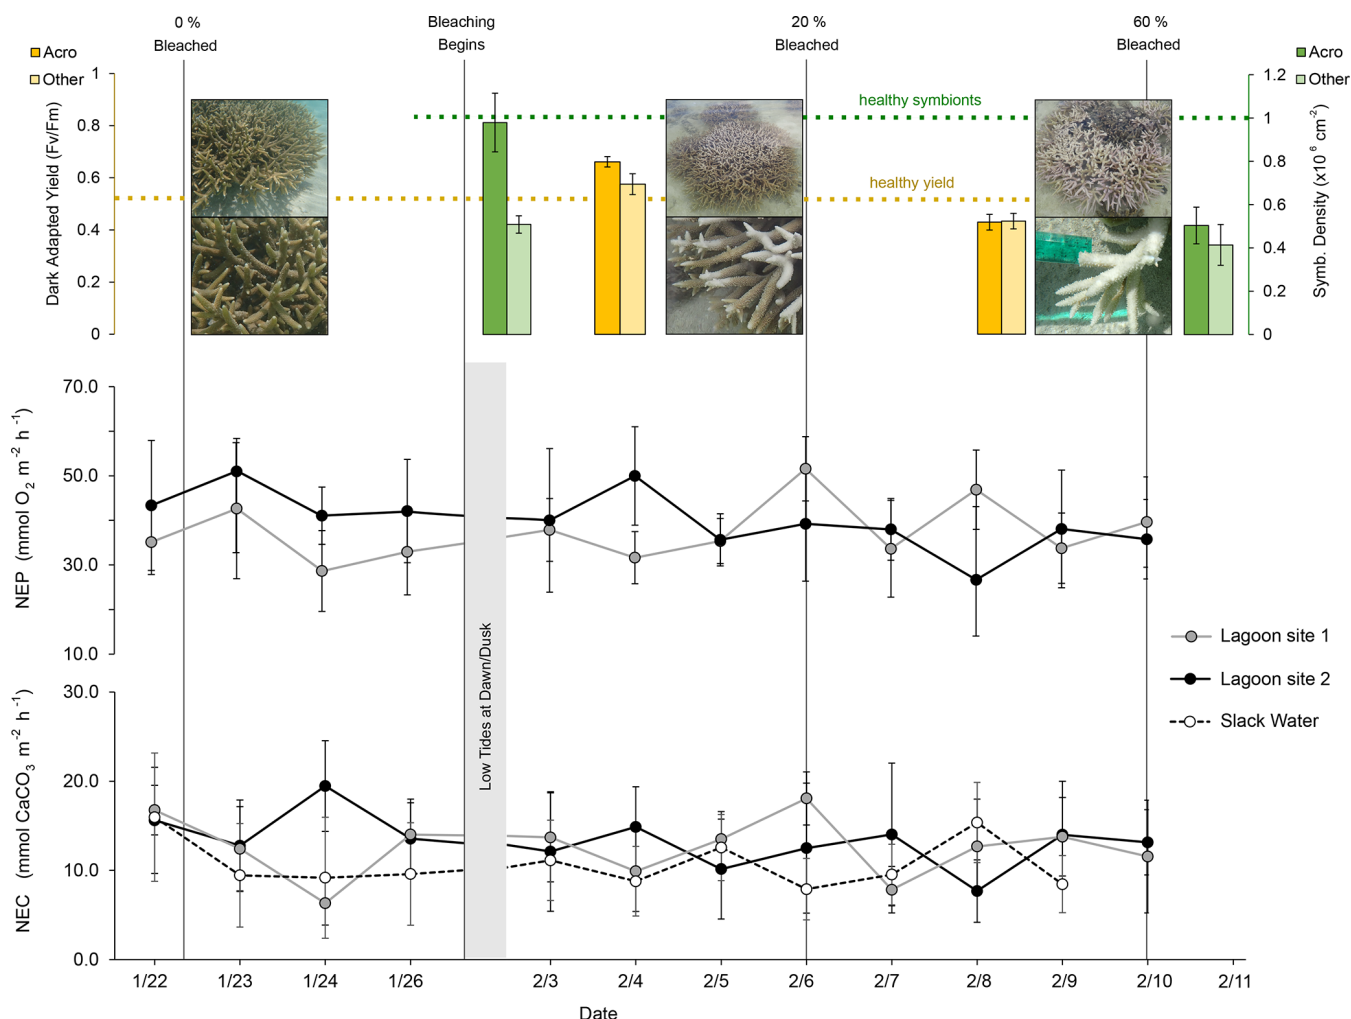 0 %
Bleached
Bleaching
Begins
20 %
Bleached
60 %
Bleached
Acro
Other
Acro
Other
Dark Adapted Yield (Fv/Fm)
1
0.8
0.6
0.4
0.2
0
healthy symbionts
healthy yield
1.2
1
0.8
0.6
0.4
0.2
0
Symb. Density (x10⁶ cm⁻²)
NEP (mmol O₂ m⁻² h⁻¹)
70.0
50.0
30.0
10.0
Low Tides at Dawn/Dusk
Lagoon site 1
Lagoon site 2
Slack Water
NEC (mmol CaCO₃ m⁻² h⁻¹)
30.0
20.0
10.0
0.0
1/22 1/23 1/24 1/26 2/3 2/4 2/5 2/6 2/7 2/8 2/9 2/10 2/11
Date